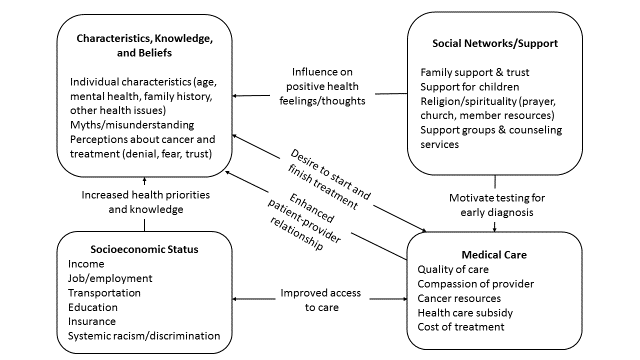 Characteristics, Knowledge,
and Beliefs
Individual characteristics (age,
mental health, family history,
other health issues)
Myths/misunderstanding
Perceptions about cancer and
treatment (denial, fear, trust)
Influence on
positive health
feelings/thoughts
Social Networks/Support
Family support & trust
Support for children
Religion/spirituality (prayer,
church, member resources)
Support groups & counseling
services
Desire to start and
finish treatment
Enhanced
patient-provider
relationship
Increased health priorities
and knowledge
Motivate testing for
early diagnosis
Socioeconomic Status
Income
Job/employment
Transportation
Education
Insurance
Systemic racism/discrimination
Improved access
to care
Medical Care
Quality of care
Compassion of provider
Cancer resources
Health care subsidy
Cost of treatment